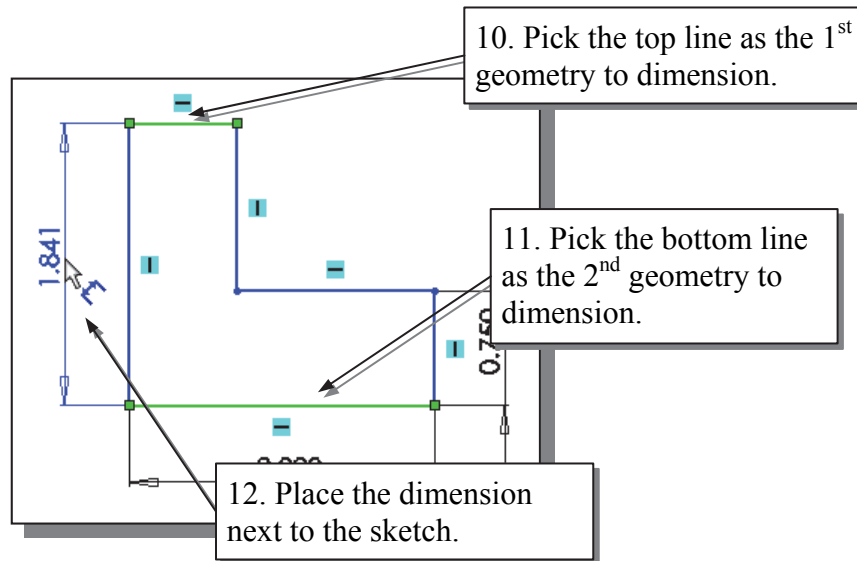 10. Pick the top line as the 1st
geometry to dimension.
1.841
11. Pick the bottom line
as the 2nd geometry to
dimension.
12. Place the dimension
next to the sketch.